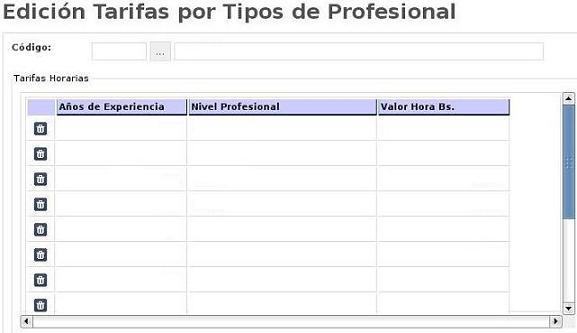 Edición Tarifas por Tipos de Profesional
Código:
...
Tarifas Horarias
Años de Experiencia Nivel Profesional Valor Hora Bs.